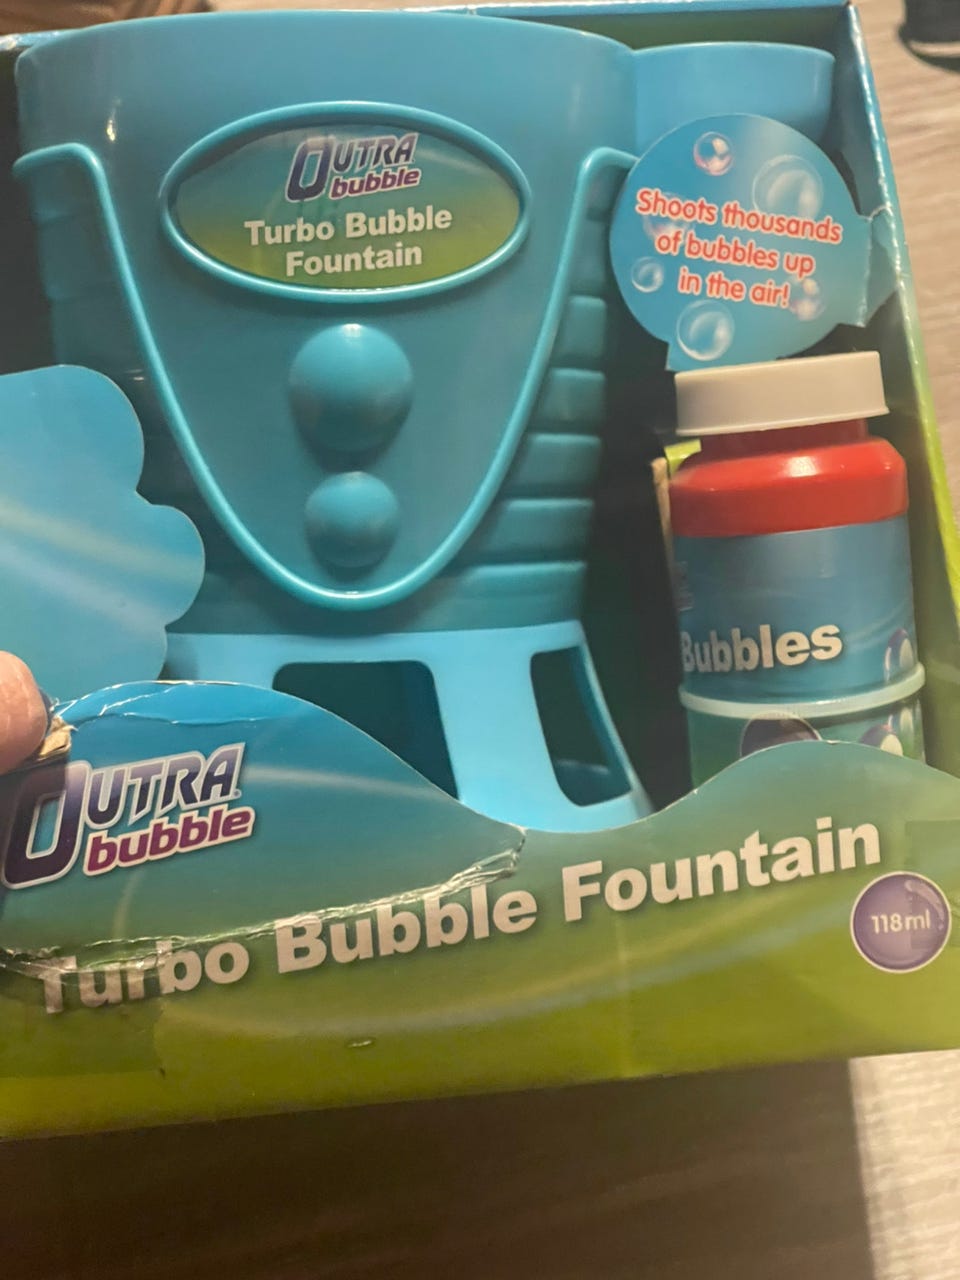 OUTRA
bubble
Turbo Bubble
Fountain
Shoots thousands
of bubbles up
in the air!
Bubbles
OUTRA
bubble
Turbo Bubble Fountain
118ml